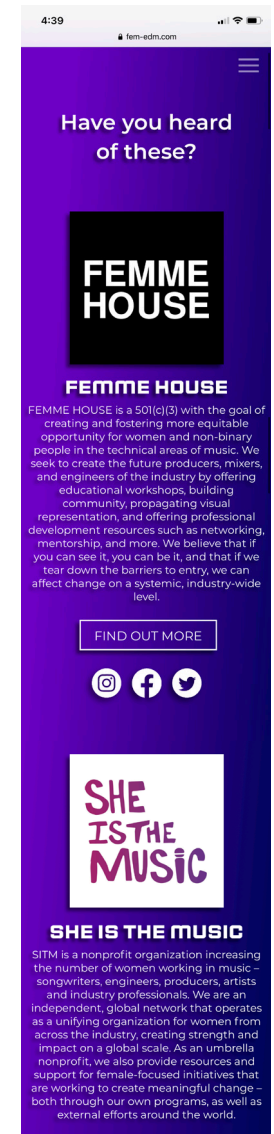 4:39
fem-edm.com
Have you heard
of these?
FEMME
HOUSE
FEMME HOUSE
FEMME HOUSE is a 501(c)(3) with the goal of
creating and fostering more equitable
opportunity for women and non-binary
people in the technical areas of music. We
seek to create the future producers, mixers,
and engineers of the industry by offering
educational workshops, building
community, propagating visual
representation, and offering professional
development resources such as networking,
mentorship, and more. We believe that if
you can see it, you can be it, and that if we
tear down the barriers to entry, we can
affect change on a systemic, industry-wide
level.
FIND OUT MORE
SHE
IS THE
MUSIC
SHE IS THE MUSIC
SITM is a nonprofit organization increasing
the number of women working in music –
songwriters, engineers, producers, artists
and industry professionals. We are an
independent, global network that operates
as a unifying organization for women from
across the industry, creating strength and
impact on a global scale. As an umbrella
nonprofit, we also provide resources and
support for female-focused initiatives that
are working to create meaningful change –
both through our own programs, as well as
external efforts around the world.